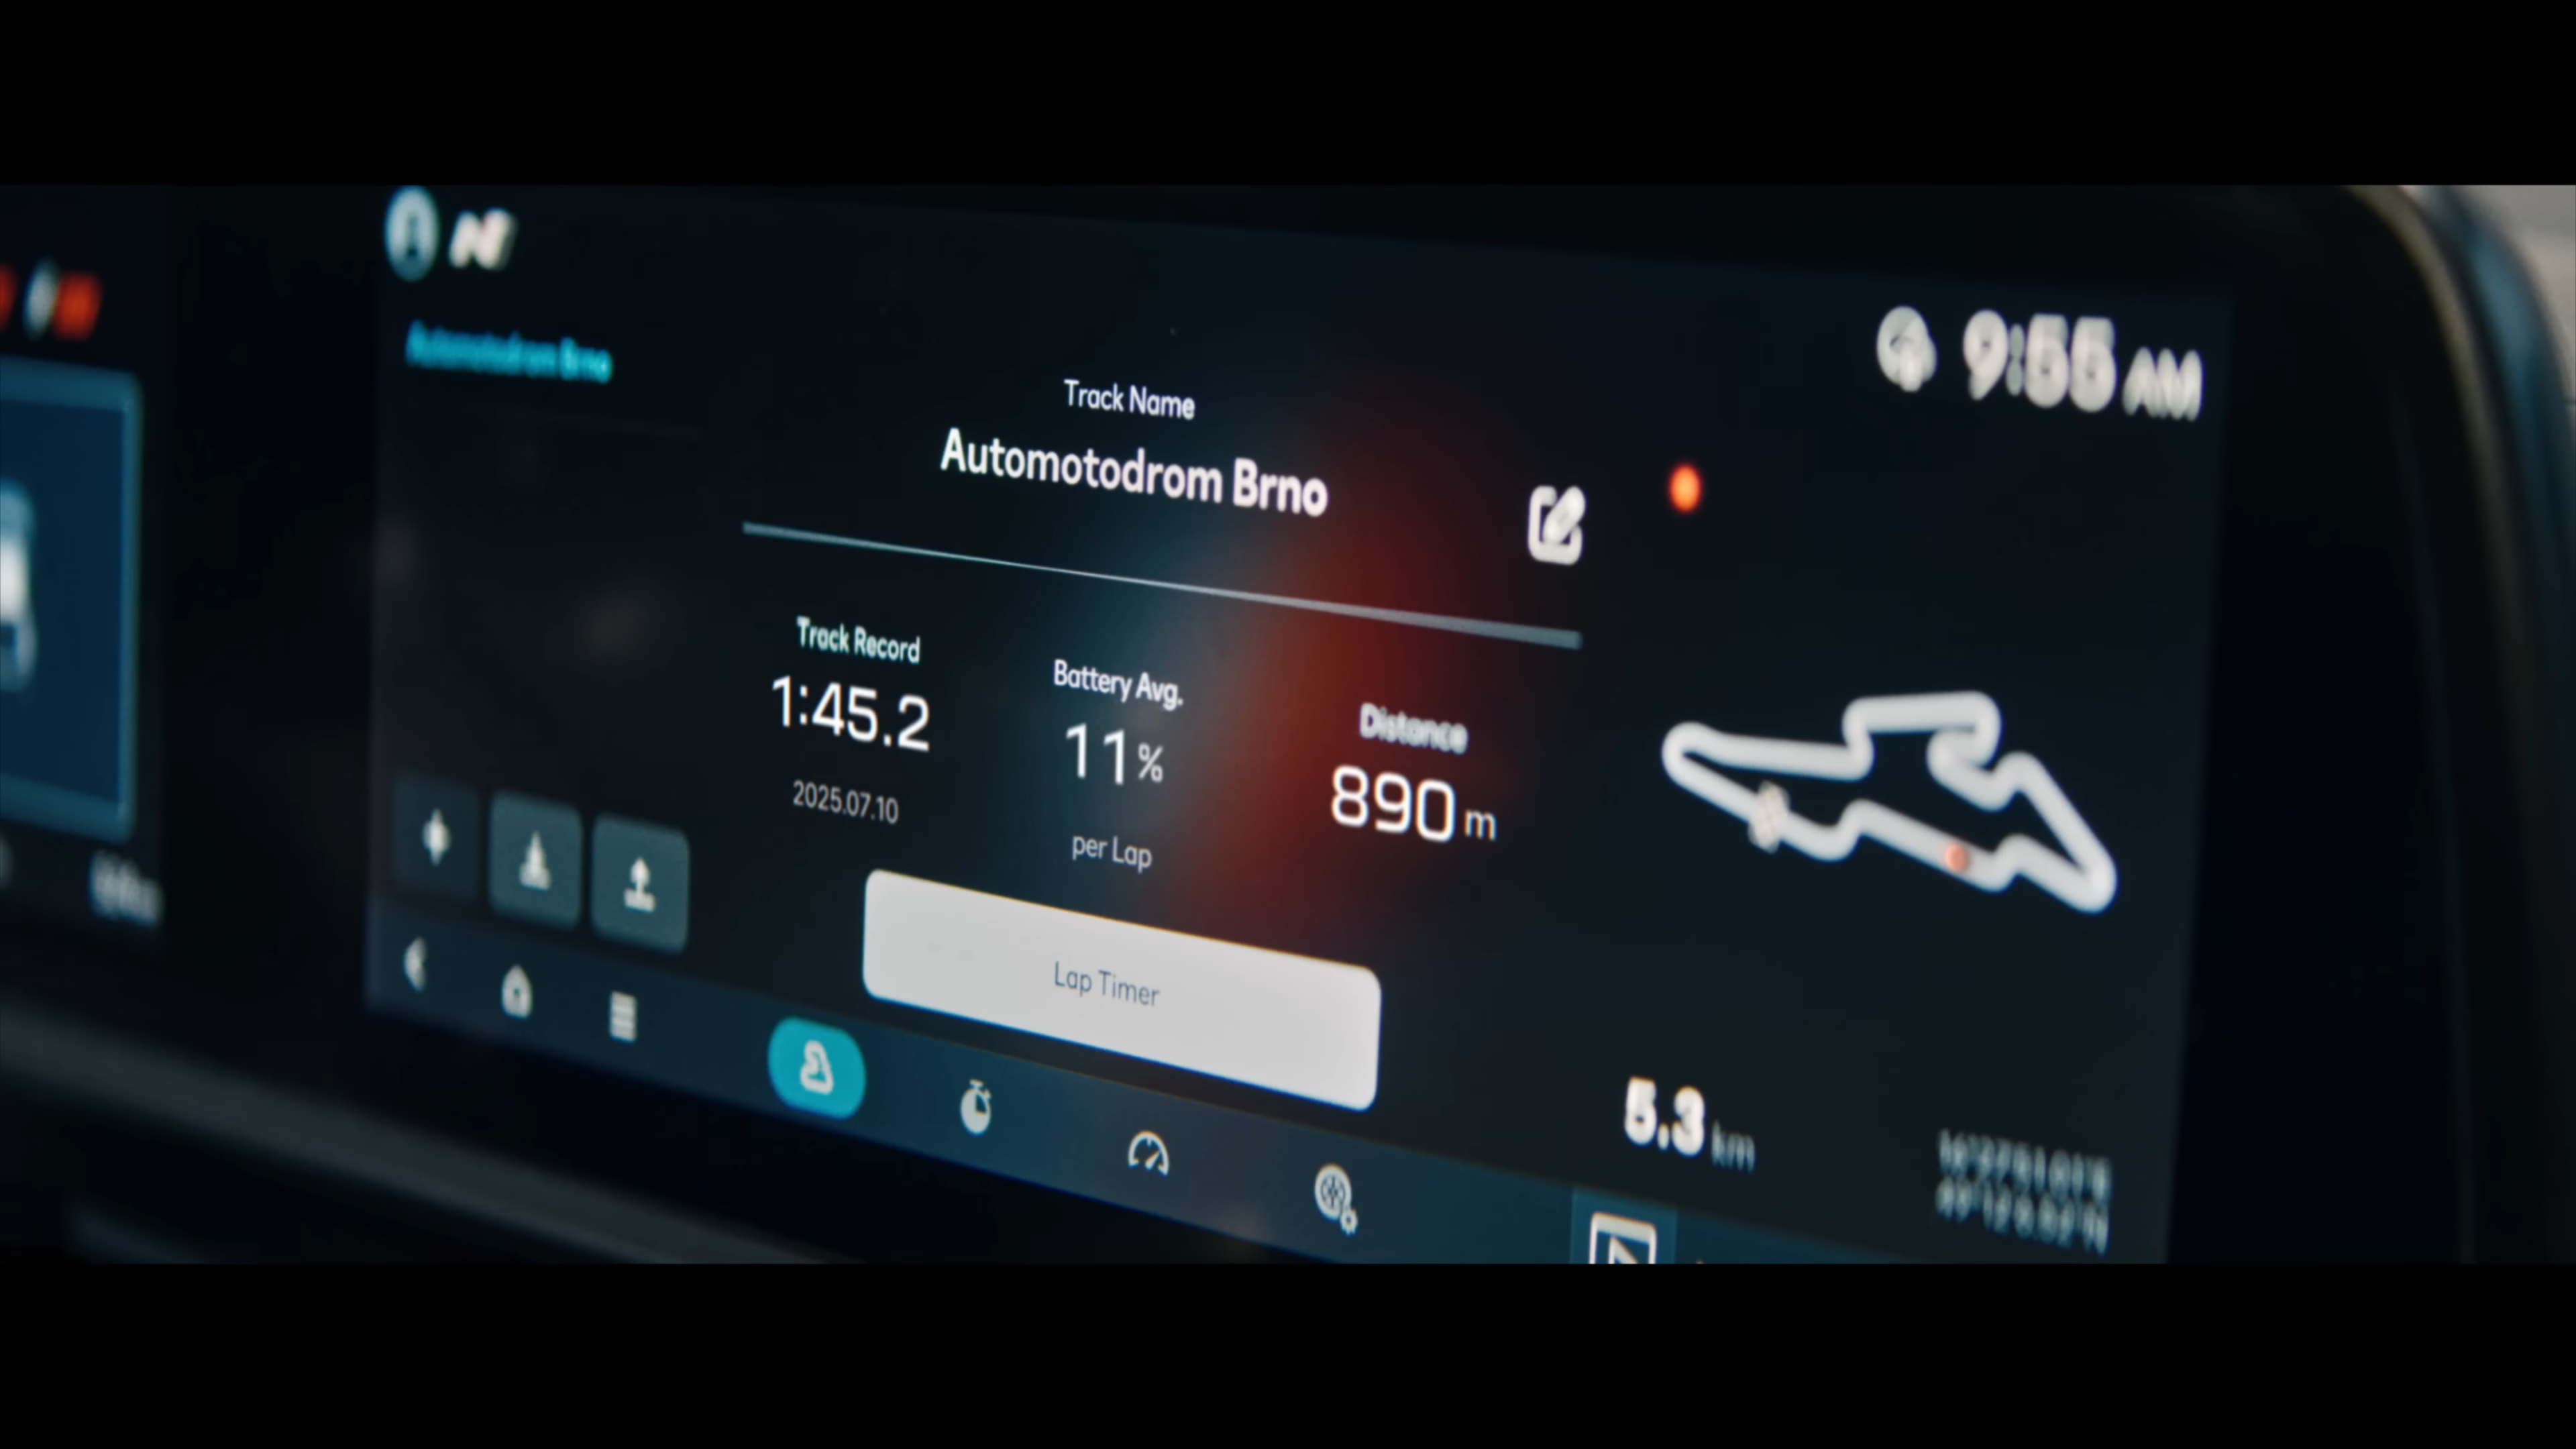 N
9:55 AM
Automotodrom Brno
Track Name
Automotodrom Brno
Track Record
1:45.2
2025.07.10
Battery Avg.
11%
per Lap
Distance
890 m
Lap Timer
5.3 km